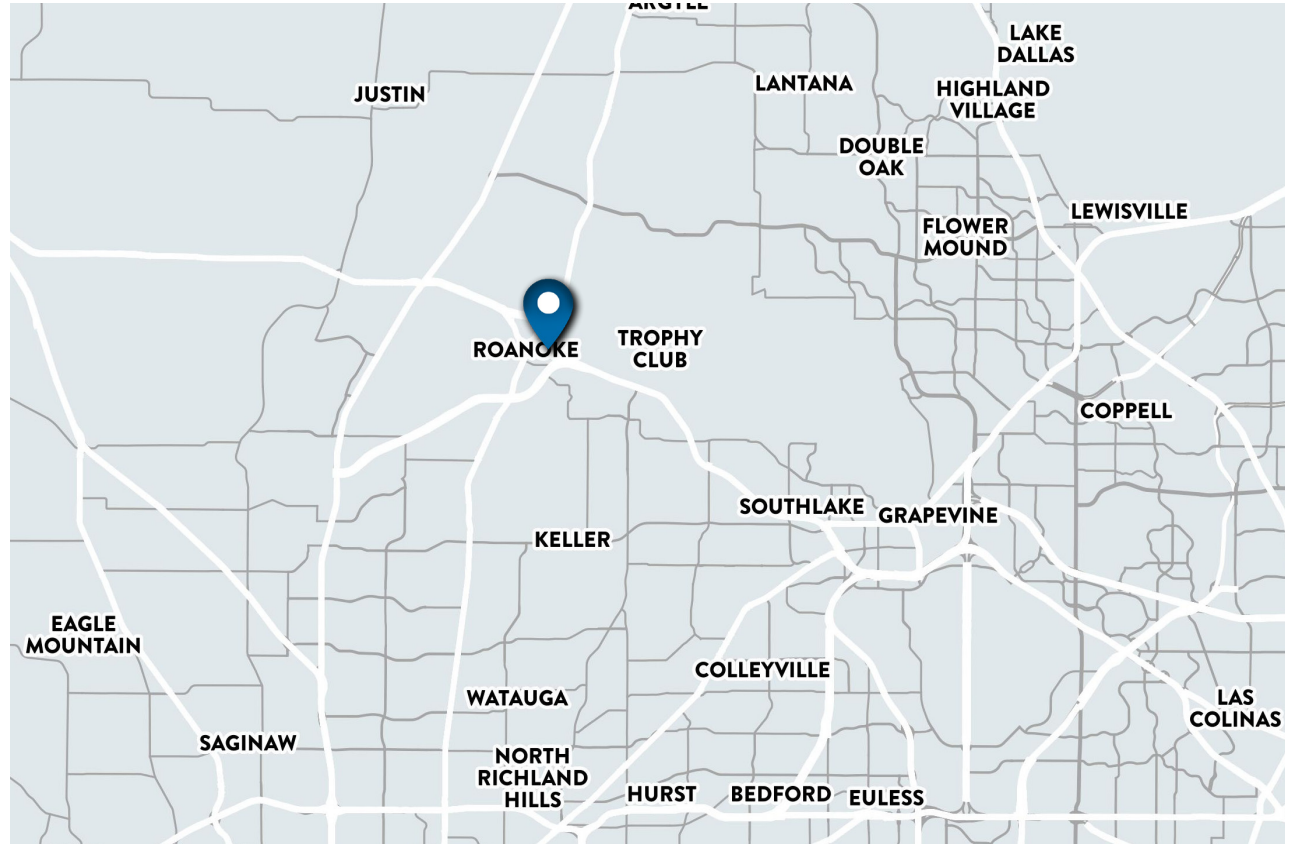 ARGYLE
LAKE
DALLAS
JUSTIN
LANTANA
HIGHLAND
VILLAGE
DOUBLE
OAK
LEWISVILLE
FLOWER
MOUND
ROANOKE
TROPHY
CLUB
COPPELL
SOUTHLAKE
GRAPEVINE
KELLER
EAGLE
MOUNTAIN
COLLEYVILLE
WATAUGA
LAS
COLINAS
SAGINAW
NORTH
RICHLAND
HILLS
HURST
BEDFORD
EULESS